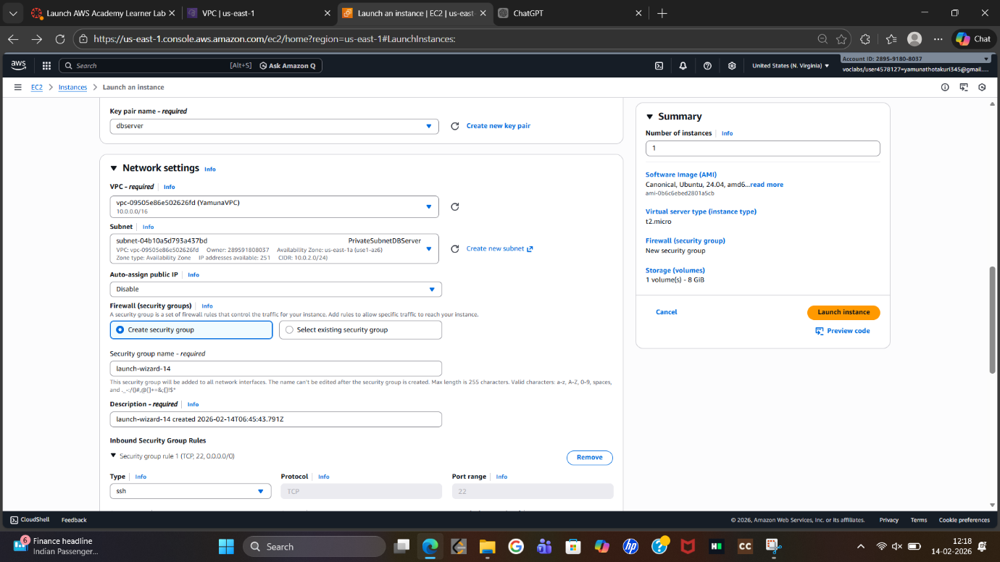 Launch AWS Academy Learner Lab
VPC | us-east-1
Launch an instance | EC2 | us-east-
ChatGPT
https://us-east-1.console.aws.amazon.com/ec2/home?region=us-east-1#LaunchInstances:
Chat
aws
Search
[Alt+S]
Ask Amazon Q
United States (N. Virginia)
Account ID: 2895-9180-8037
voclabs/user4578127=yamunathotakuri345@gmail....
EC2
Instances
Launch an instance
Key pair name - required
dbserver
Create new key pair
Network settings Info
VPC - required Info
vpc-09505e86e502626fd (YamunaVPC)
10.0.0.0/16
Subnet Info
subnet-04b10a5d793a437bd PrivateSubnetDBServer
VPC: vpc-09505e86e502626fd Owner: 289591808037 Availability Zone: us-east-1a (use1-az6)
Zone type: Availability Zone IP addresses available: 251 CIDR: 10.0.2.0/24)
Create new subnet
Auto-assign public IP Info
Disable
Firewall (security groups) Info
A security group is a set of firewall rules that control the traffic for your instance. Add rules to allow specific traffic to reach your instance.
Create security group
Select existing security group
Security group name - required
launch-wizard-14
This security group will be added to all network interfaces. The name can't be edited after the security group is created. Max length is 255 characters. Valid characters: a-z, A-Z, 0-9, spaces,
and ._-:/()#,@[]+=&;{}!$*
Description - required Info
launch-wizard-14 created 2026-02-14T06:45:43.791Z
Inbound Security Group Rules
Security group rule 1 (TCP, 22, 0.0.0.0/0)
Remove
Type Info
Protocol Info
Port range Info
ssh
TCP
22
Summary
Number of instances Info
1
Software Image (AMI)
Canonical, Ubuntu, 24.04, amd6...read more
ami-0b6c6ebed2801a5cb
Virtual server type (instance type)
t2.micro
Firewall (security group)
New security group
Storage (volumes)
1 volume(s) - 8 GiB
Cancel
Launch instance
Preview code
CloudShell
Feedback
© 2026, Amazon Web Services, Inc. or its affiliates.
Privacy
Terms
Cookie preferences
6
Finance headline
Indian Passenger...
Search
CC
12:18
14-02-2026